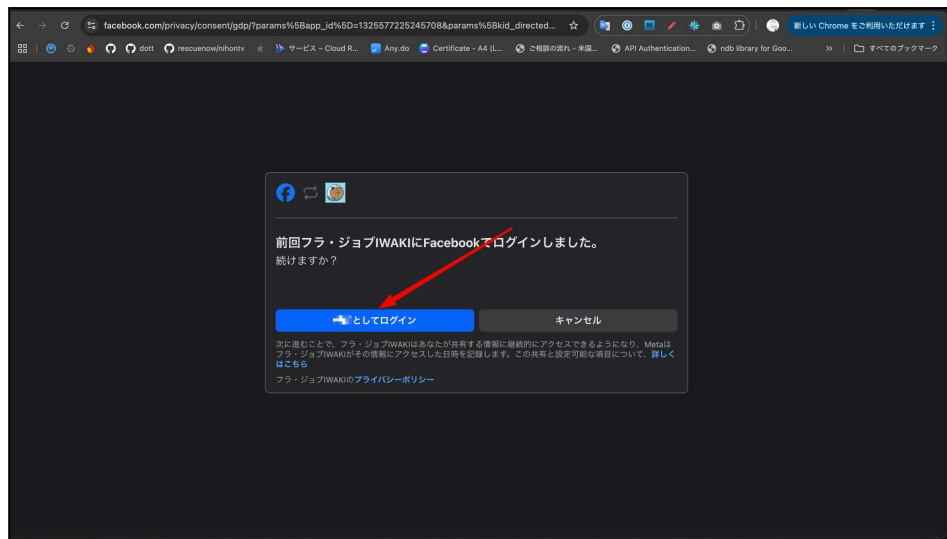 facebook.com/privacy/consent/gdp/?params%5Bapp_id%5D=1325577225245708&params%5Bkid_directed...
新しい Chrome をご利用いただけます
dott
rescuenow/nihontv
サービス – Cloud R...
Any.do
Certificate - A4 (L...
ご相談の流れ - 米国...
API Authentication...
ndb library for Goo...
»
すべてのブックマーク
前回フラ・ジョブIWAKIにFacebookでログインしました。
続けますか？
としてログイン
キャンセル
次に進むことで、フラ・ジョブIWAKIはあなたが共有する情報に継続的にアクセスできるようになり、Metaは
フラ・ジョブIWAKIがその情報にアクセスした日時を記録します。この共有と設定可能な項目について、詳しく
はこちら
フラ・ジョブIWAKIのプライバシーポリシー